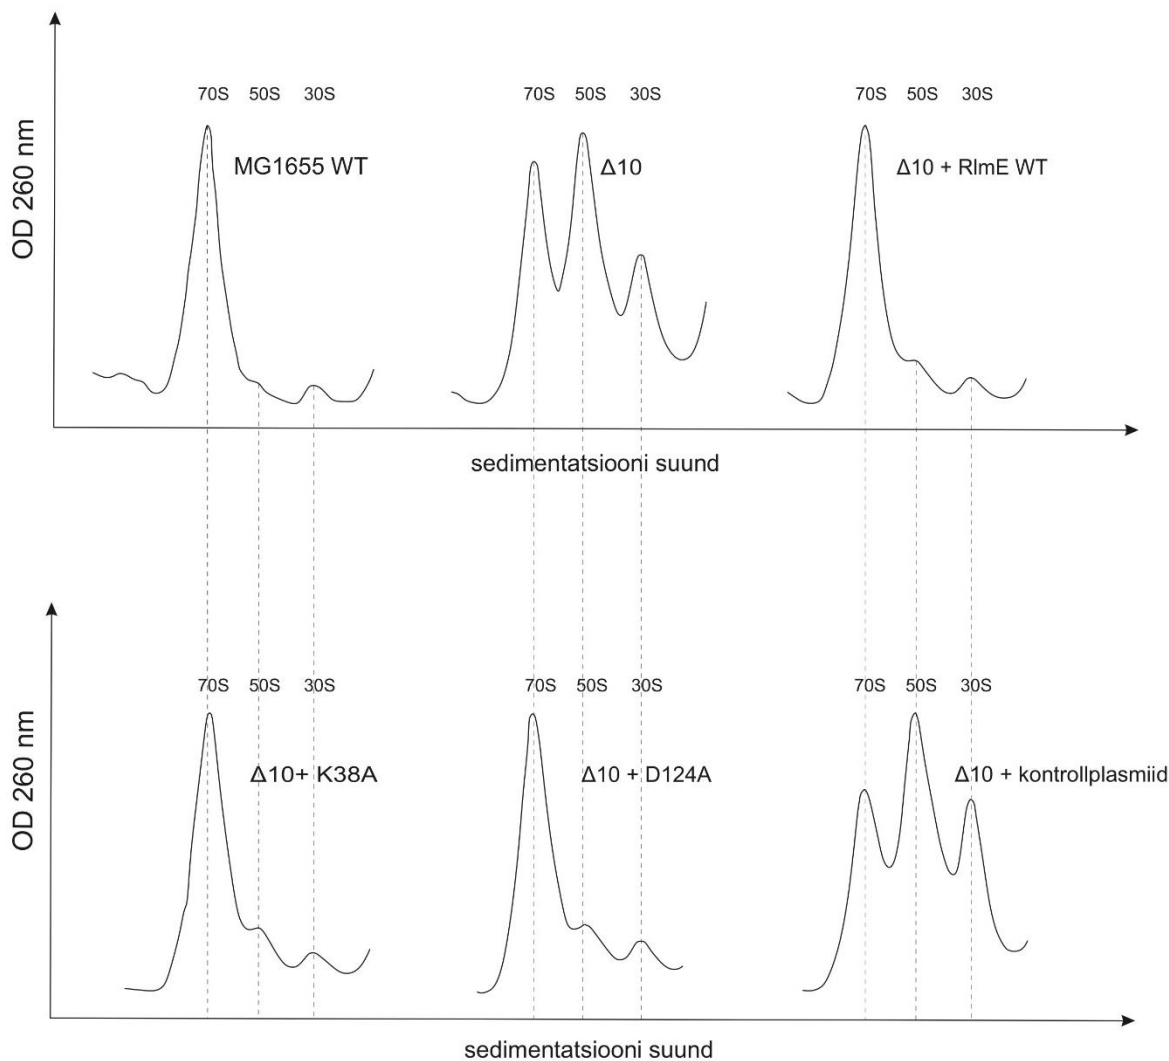 70S 50S 30S
70S 50S 30S
70S 50S 30S
MG1655 WT
Δ10
Δ10 + RlmE WT
OD 260 nm
sedimentatsiooni suund
70S 50S 30S
70S 50S 30S
70S 50S 30S
Δ10+ K38A
Δ10 + D124A
Δ10 + kontrollplasmiid
OD 260 nm
sedimentatsiooni suund